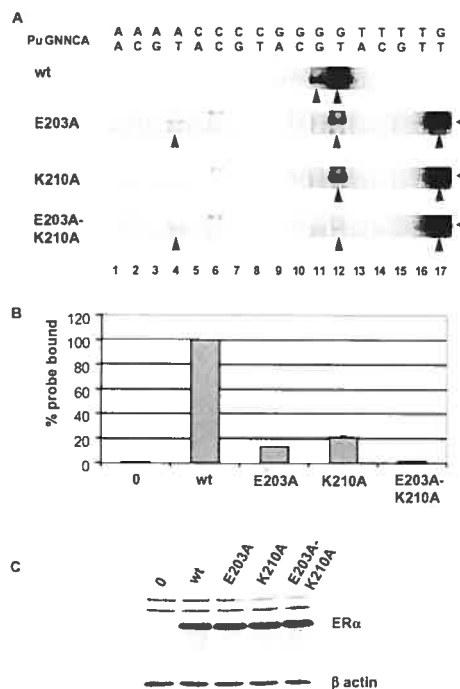 A
A A A A C C C C G G G G T T T T G
Pu GNNCA
A C G T A C G T A C G T A C G T T
wt
E203A
K210A
E203A-
K210A
1 2 3 4 5 6 7 8 9 10 11 12 13 14 15 16 17
B
% probe bound
120
100
80
60
40
20
0
0 wt E203A K210A E203A-
K210A
C
0 wt E203A K210A E203A-
K210A
ERα
β actin